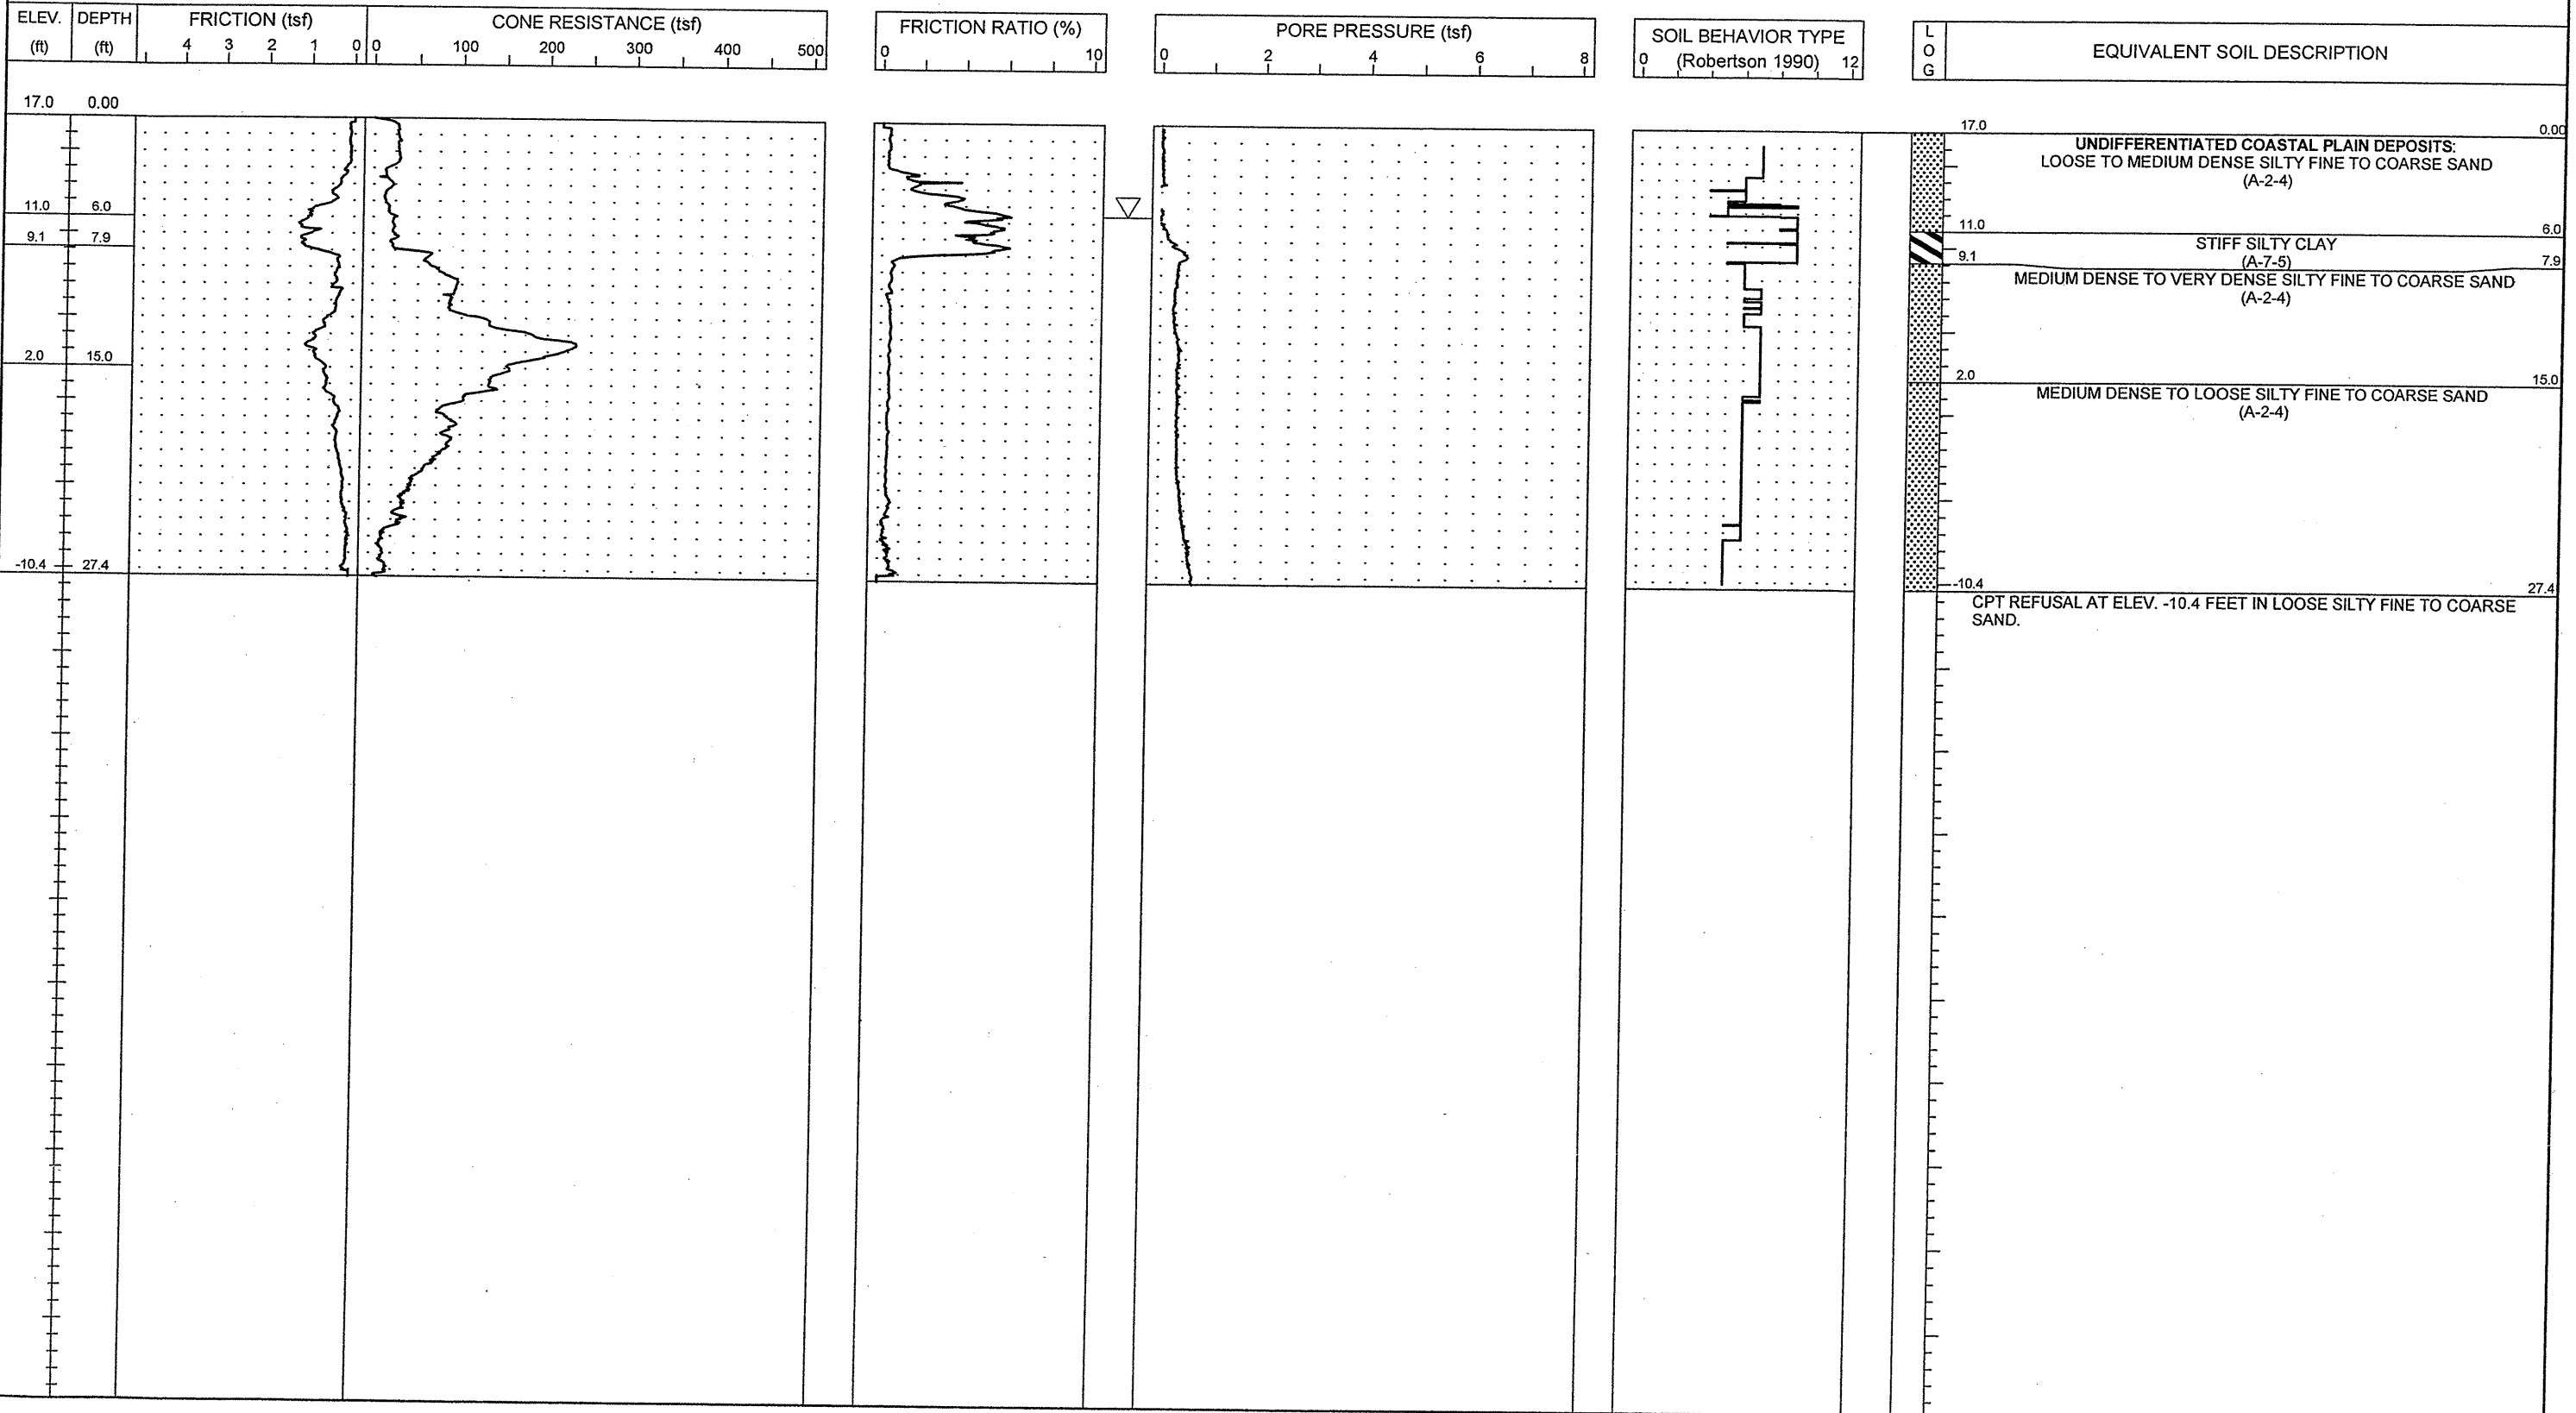 ELEV. DEPTH FRICTION (tsf) CONE RESISTANCE (tsf) FRICTION RATIO (%) PORE PRESSURE (tsf) SOIL BEHAVIOR TYPE L
(ft) (ft) 4 3 2 1 0 0 100 200 300 400 500 0 10 0 2 4 6 8 0 (Robertson 1990) 12 O EQUIVALENT SOIL DESCRIPTION
G
17.0 0.00
17.0 0.00
UNDIFFERENTIATED COASTAL PLAIN DEPOSITS:
LOOSE TO MEDIUM DENSE SILTY FINE TO COARSE SAND
(A-2-4)
11.0 6.0
11.0 6.0
STIFF SILTY CLAY
9.1 7.9
9.1 (A-7-5) 7.9
MEDIUM DENSE TO VERY DENSE SILTY FINE TO COARSE SAND
(A-2-4)
2.0 15.0
2.0 15.0
MEDIUM DENSE TO LOOSE SILTY FINE TO COARSE SAND
(A-2-4)
-10.4 27.4
-10.4 27.4
CPT REFUSAL AT ELEV. -10.4 FEET IN LOOSE SILTY FINE TO COARSE
SAND.